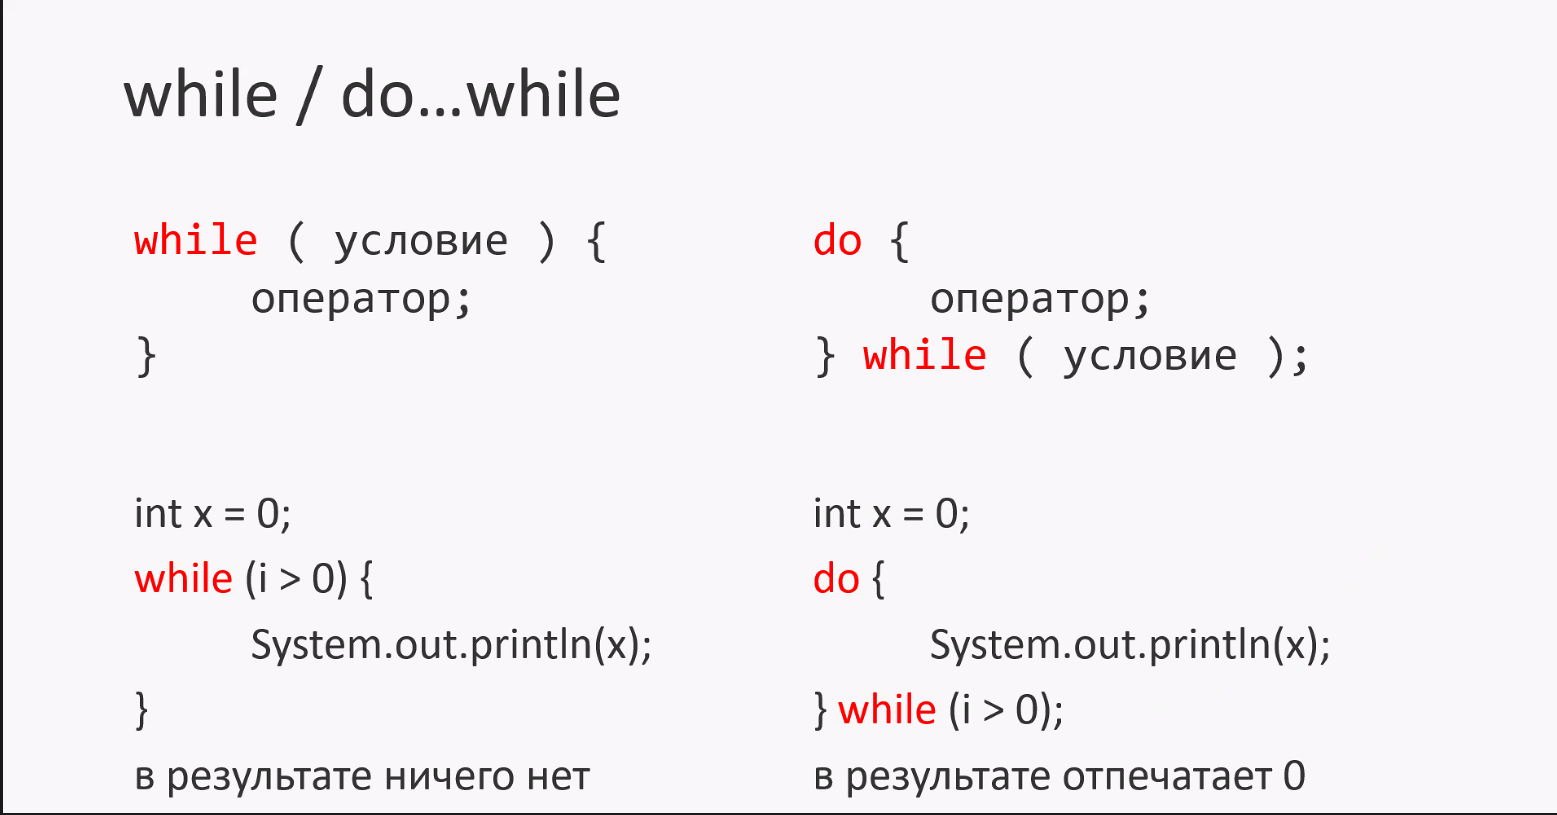 while / do...while
while ( условие ) {
оператор;
}
int x = 0;
while (i > 0) {
System.out.println(x);
}
в результате ничего нет
do {
оператор;
} while ( условие );
int x = 0;
do {
System.out.println(x);
} while (i > 0);
в результате отпечатает 0